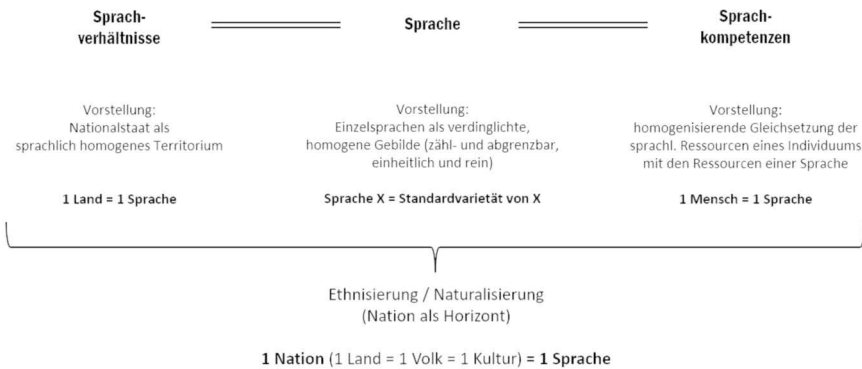 Sprach-
verhältnisse
Sprache
Sprach-
kompetenzen
Vorstellung:
Nationalstaat als
sprachlich homogenes Territorium
1 Land = 1 Sprache
Vorstellung:
Einzelsprachen als verdinglichte,
homogene Gebilde (zähl- und abgrenzbar,
einheitlich und rein)
Sprache X = Standardvarietät von X
Vorstellung:
homogenisierende Gleichsetzung der
sprachl. Ressourcen eines Individuums
mit den Ressourcen einer Sprache
1 Mensch = 1 Sprache
Ethnisierung / Naturalisierung
(Nation als Horizont)
1 Nation (1 Land = 1 Volk = 1 Kultur) = 1 Sprache